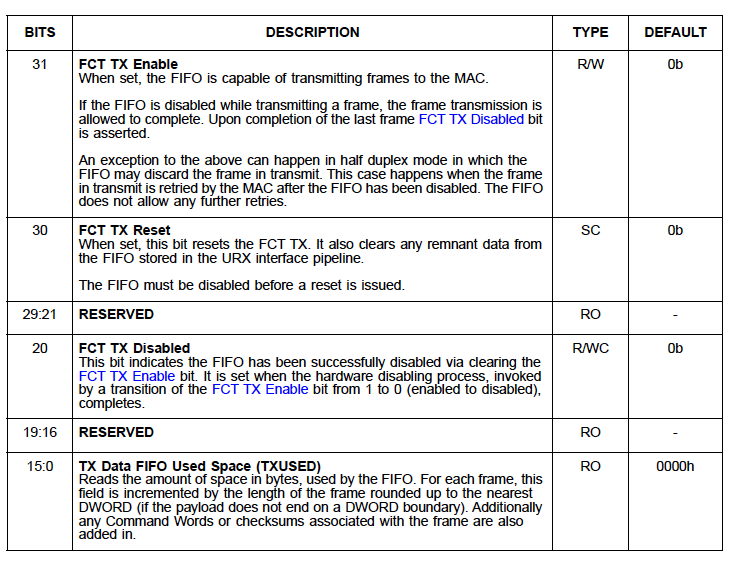 BITS DESCRIPTION TYPE DEFAULT
31 FCT TX Enable R/W 0b
When set, the FIFO is capable of transmitting frames to the MAC.
If the FIFO is disabled while transmitting a frame, the frame transmission is
allowed to complete. Upon completion of the last frame FCT TX Disabled bit
is asserted.
An exception to the above can happen in half duplex mode in which the
FIFO may discard the frame in transmit. This case happens when the frame
in transmit is retried by the MAC after the FIFO has been disabled. The FIFO
does not allow any further retries.
30 FCT TX Reset SC 0b
When set, this bit resets the FCT TX. It also clears any remnant data from
the FIFO stored in the URX interface pipeline.
The FIFO must be disabled before a reset is issued.
29:21 RESERVED RO -
20 FCT TX Disabled R/WC 0b
This bit indicates the FIFO has been successfully disabled via clearing the
FCT TX Enable bit. It is set when the hardware disabling process, invoked
by a transition of the FCT TX Enable bit from 1 to 0 (enabled to disabled),
completes.
19:16 RESERVED RO -
15:0 TX Data FIFO Used Space (TXUSED) RO 0000h
Reads the amount of space in bytes, used by the FIFO. For each frame, this
field is incremented by the length of the frame rounded up to the nearest
DWORD (if the payload does not end on a DWORD boundary). Additionally
any Command Words or checksums associated with the frame are also
added in.